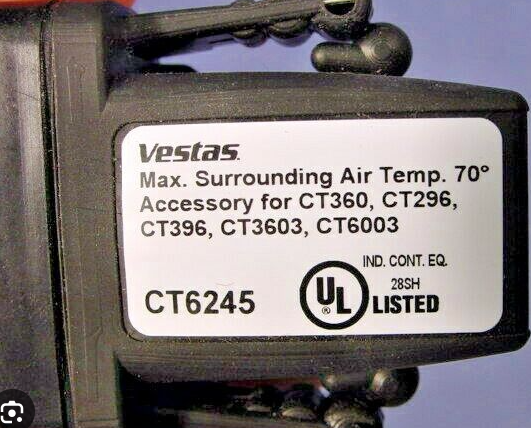 Vestas.
Max. Surrounding Air Temp. 70°
Accessory for CT360, CT296,
CT396, CT3603, CT6003
IND. CONT. EQ.
28SH
CT6245
UL
®
LISTED